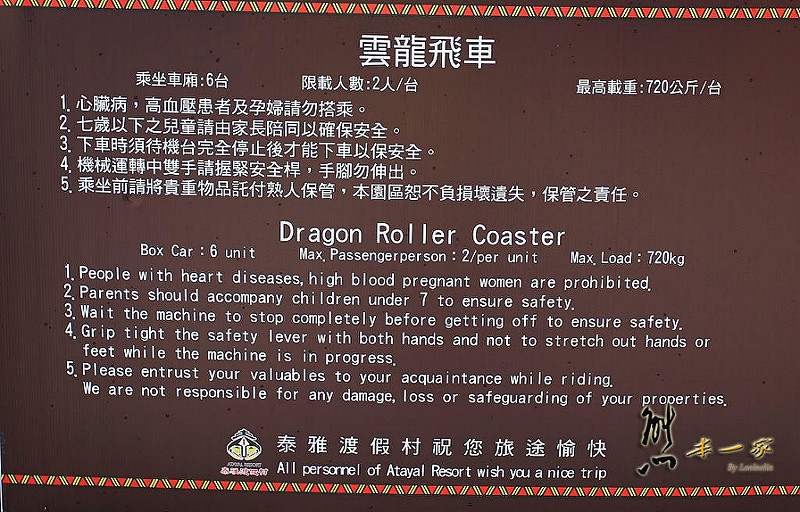 雲龍飛車
乘坐車廂:6台 限載人數:2人/台 最高載重:720公斤/台
1. 心臟病，高血壓患者及孕婦請勿搭乘。
2. 七歲以下之兒童請由家長陪同以確保安全。
3. 下車時須待機台完全停止後才能下車以保安全。
4. 機械運轉中雙手請握緊安全桿，手腳勿伸出。
5. 乘坐前請將貴重物品託付熟人保管，本園區恕不負損壞遺失，保管之責任。
Dragon Roller Coaster
Box Car：6 unit Max.Passengerperson：2/per unit Max.Load：720kg
1. People with heart diseases,high blood pregnant women are prohibited.
2. Parents should accompany children under 7 to ensure safety.
3. Wait the machine to stop completely before getting off to ensure safety.
4. Grip tight the safety lever with both hands and not to stretch out hands or
feet while the machine is in progress.
5. Please entrust your valuables to your acquaintance while riding.
We are not responsible for any damage,loss or safeguarding of your properties.
泰雅渡假村祝您旅途愉快
ATAYAL RESORT
泰雅渡假村
All personnel of Atayal Resort wish you a nice trip
熊羋一家